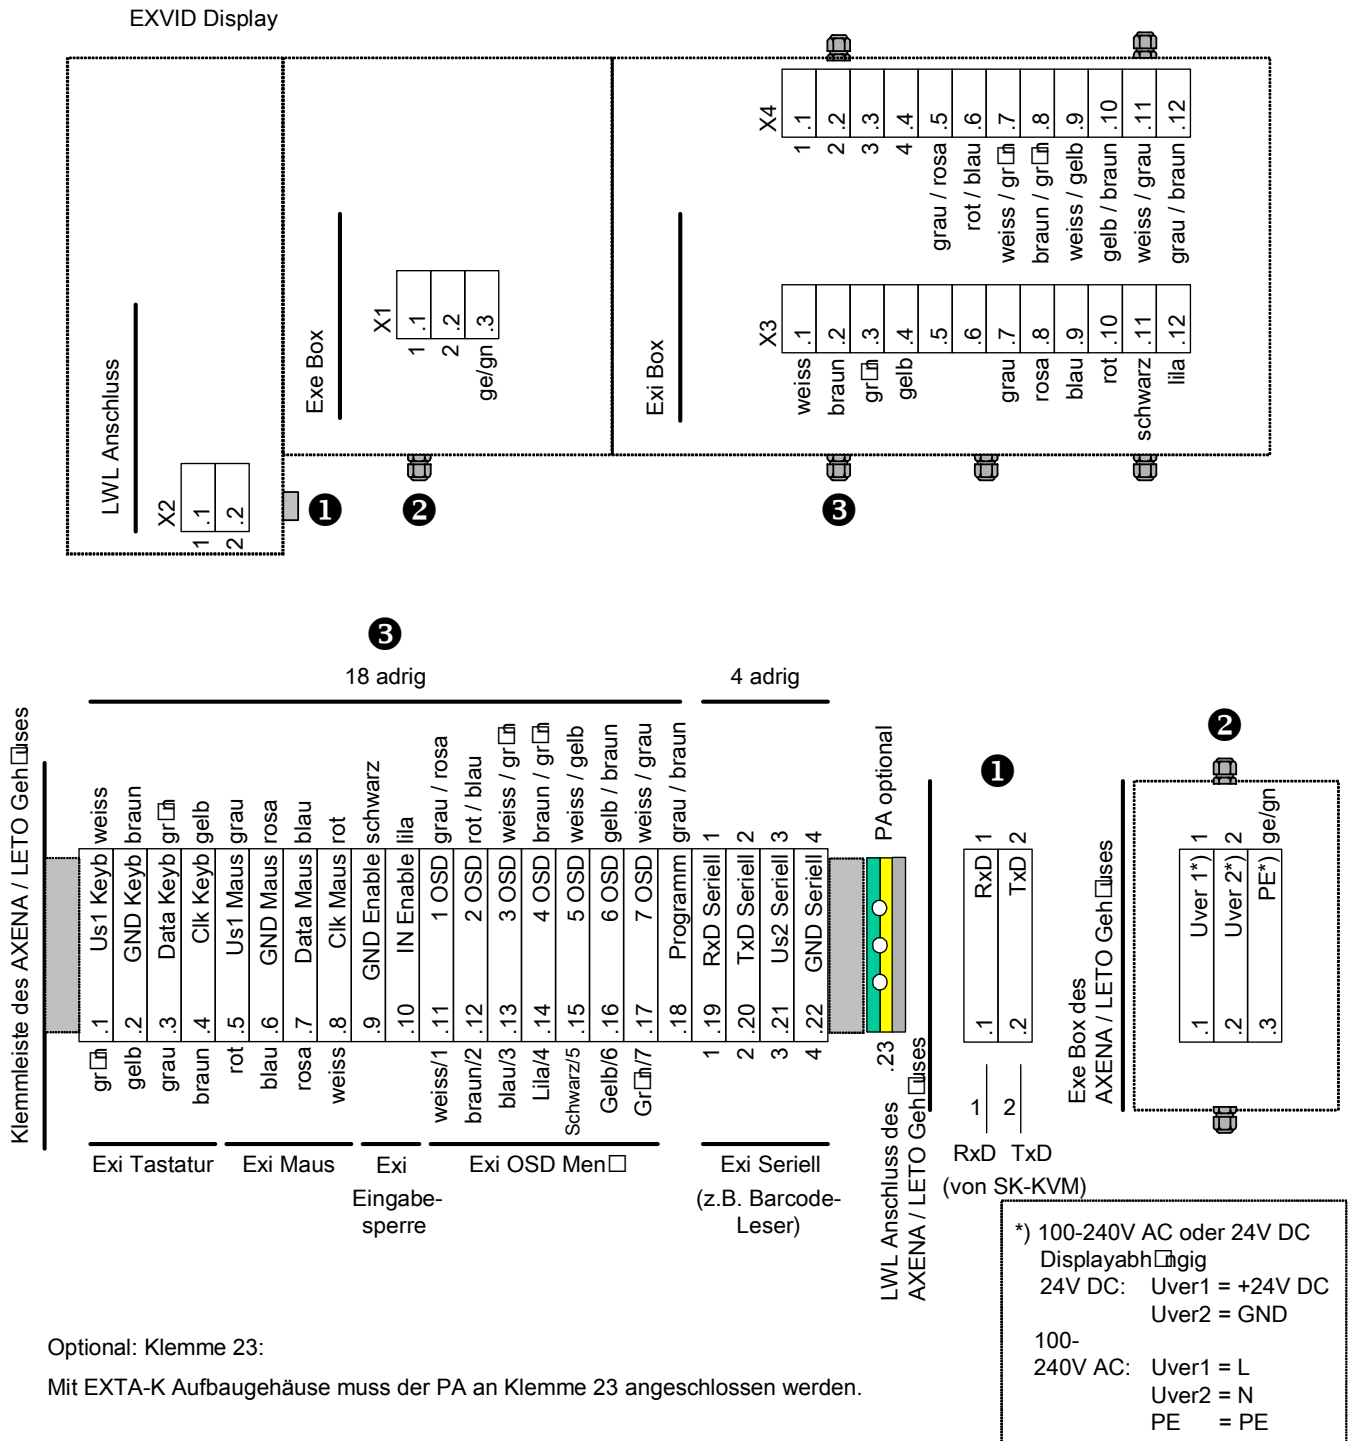 EXVID Display
LWL Anschluss
X2
1 .1
2 .2
❶
Exe Box
X1
1 .1
2 .2
ge/gn .3
❷
Exi Box
X4
1 .1
2 .2
3 .3
4 .4
grau / rosa .5
rot / blau .6
weiss / gr□n .7
braun / gr□n .8
weiss / gelb .9
gelb / braun .10
weiss / grau .11
grau / braun .12
X3
weiss .1
braun .2
gr□n .3
gelb .4
.5
.6
grau .7
rosa .8
blau .9
rot .10
schwarz .11
lila .12
❸
❸
18 adrig
4 adrig
Klemmleiste des AXENA / LETO Geh□uses
gr□n .1 Us1 Keyb weiss
gelb .2 GND Keyb braun
grau .3 Data Keyb gr□n
braun .4 Clk Keyb gelb
rot .5 Us1 Maus grau
blau .6 GND Maus rosa
rosa .7 Data Maus blau
weiss .8 Clk Maus rot
.9 GND Enable schwarz
.10 IN Enable lila
weiss/1 .11 1 OSD grau / rosa
braun/2 .12 2 OSD rot / blau
blau/3 .13 3 OSD weiss / gr□n
Lila/4 .14 4 OSD braun / gr□n
Schwarz/5 .15 5 OSD weiss / gelb
Gelb/6 .16 6 OSD gelb / braun
Gr□n/7 .17 7 OSD weiss / grau
.18 Programm grau / braun
1 .19 RxD Seriell 1
2 .20 TxD Seriell 2
3 .21 Us2 Seriell 3
4 .22 GND Seriell 4
.23 PA optional
Exi Tastatur
Exi Maus
Exi
Eingabe-
sperre
Exi OSD Men□
Exi Seriell
(z.B. Barcode-
Leser)
LWL Anschluss des
AXENA / LETO Geh□uses
❶
.1 RxD 1
.2 TxD 2
1 2
RxD TxD
(von SK-KVM)
Exe Box des
AXENA / LETO Geh□uses
❷
.1 Uver 1*) 1
.2 Uver 2*) 2
.3 PE*) ge/gn
*) 100-240V AC oder 24V DC
Displayabh□ngig
24V DC: Uver1 = +24V DC
Uver2 = GND
100-
240V AC: Uver1 = L
Uver2 = N
PE = PE
Optional: Klemme 23:
Mit EXTA-K Aufbaugehäuse muss der PA an Klemme 23 angeschlossen werden.